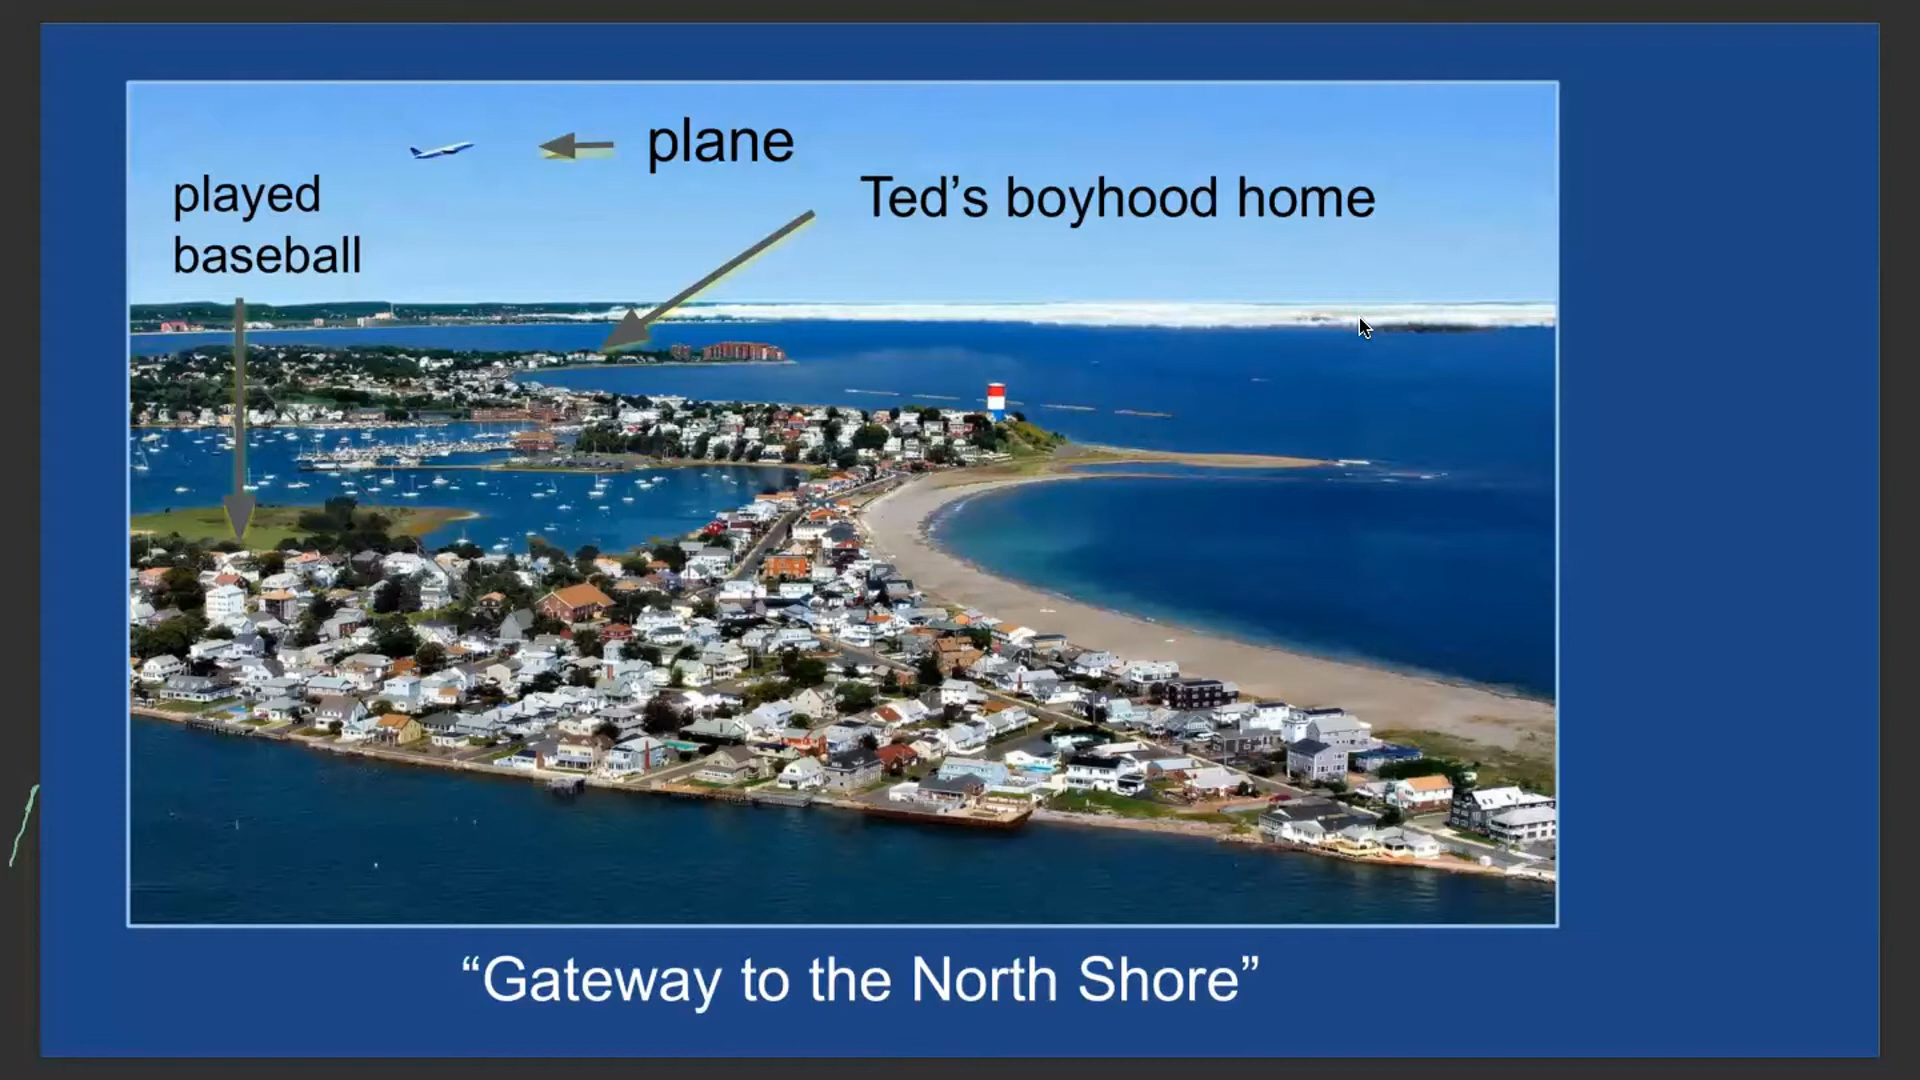 plane
Ted’s boyhood home
played
baseball
“Gateway to the North Shore”